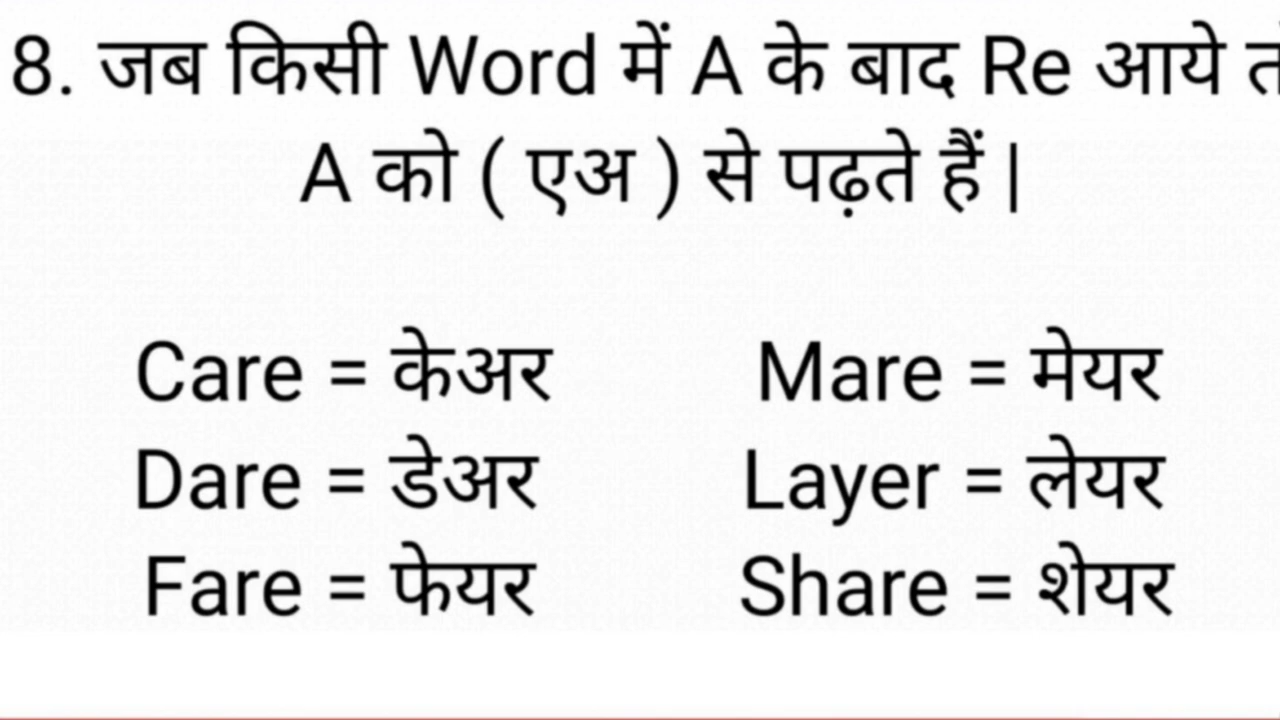 8. जब किसी Word में A के बाद Re आये
A को ( एअ ) से पढ़ते हैं |
Care = केअर Mare = मेयर
Dare = डेअर Layer = लेयर
Fare = फेयर Share = शेयर